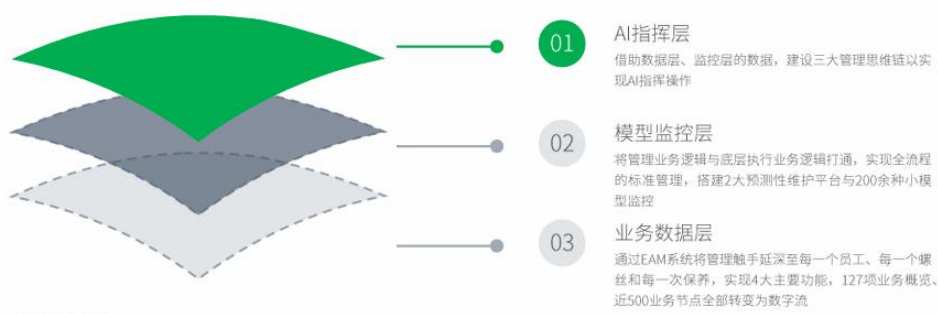 01
AI指挥层
借助数据层、监控层的数据，建设三大管理思维链以实
现AI指挥操作
02
模型监控层
将管理业务逻辑与底层执行业务逻辑打通，实现全流程
的标准管理，搭建2大预测性维护平台与200余种小模
型监控
03
业务数据层
通过EAM系统将管理触手延深至每一个员工、每一个螺
丝和每一次保养，实现4大主要功能，127项业务概览、
近500业务节点全部转变为数字流